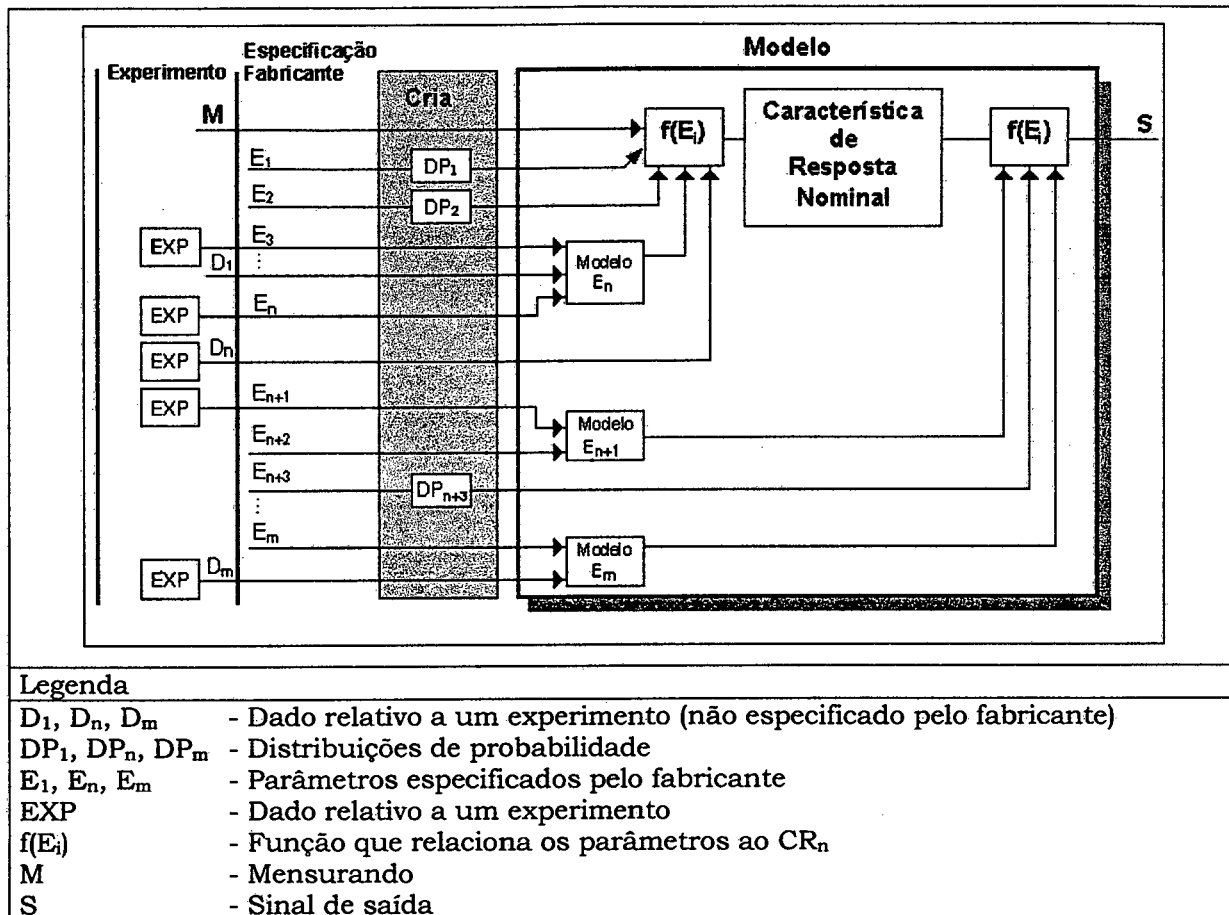 Modelo
Especificação
Experimento Fabricante
Cria
M
f(Ei)
Característica
de
Resposta
Nominal
f(Ei)
S
E1
DP1
E2
DP2
EXP
E3
⋮
D1
Modelo
En
EXP
En
EXP
Dn
EXP
En+1
Modelo
En+1
En+2
En+3
DPn+3
⋮
Em
Modelo
Em
EXP
Dm
Legenda
D1, Dn, Dm - Dado relativo a um experimento (não especificado pelo fabricante)
DP1, DPn, DPm - Distribuições de probabilidade
E1, En, Em - Parâmetros especificados pelo fabricante
EXP - Dado relativo a um experimento
f(Ei) - Função que relaciona os parâmetros ao CRn
M - Mensurando
S - Sinal de saída